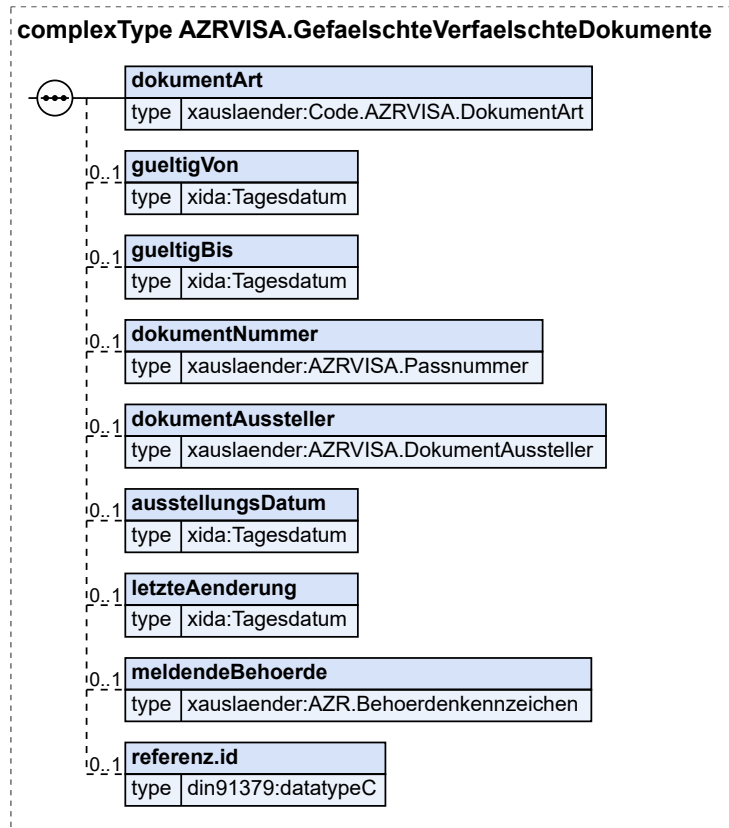 complexType AZRVISA.GefaelschteVerfaelschteDokumente
dokumentArt
type xauslaender:Code.AZRVISA.DokumentArt
0..1 gueltigVon
type xida:Tagesdatum
0..1 gueltigBis
type xida:Tagesdatum
0..1 dokumentNummer
type xauslaender:AZRVISA.Passnummer
0..1 dokumentAussteller
type xauslaender:AZRVISA.DokumentAussteller
0..1 ausstellungsDatum
type xida:Tagesdatum
0..1 letzteAenderung
type xida:Tagesdatum
0..1 meldendeBehoerde
type xauslaender:AZR.Behoerdenkennzeichen
0..1 referenz.id
type din91379:datatypeC